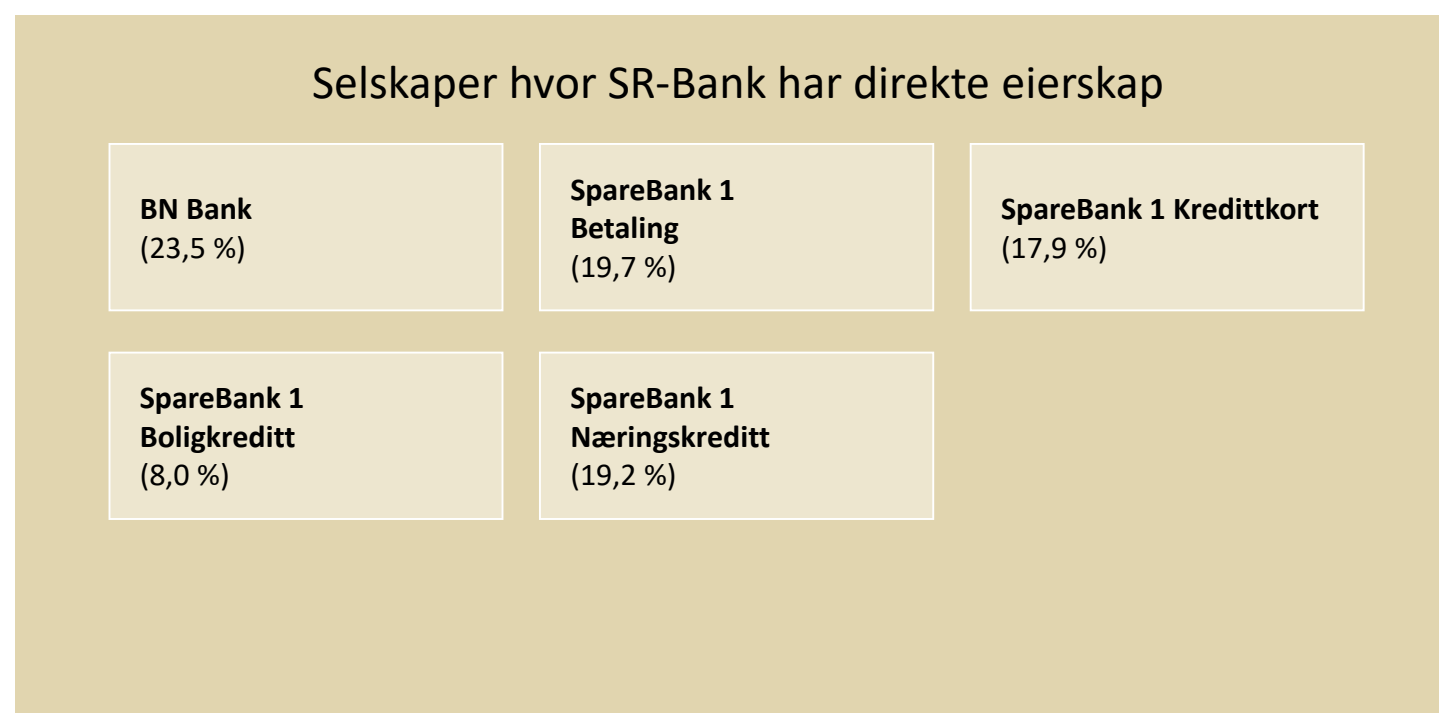 Selskaper hvor SR-Bank har direkte eierskap
BN Bank
(23,5 %)
SpareBank 1
Betaling
(19,7 %)
SpareBank 1 Kredittkort
(17,9 %)
SpareBank 1
Boligkreditt
(8,0 %)
SpareBank 1
Næringskreditt
(19,2 %)